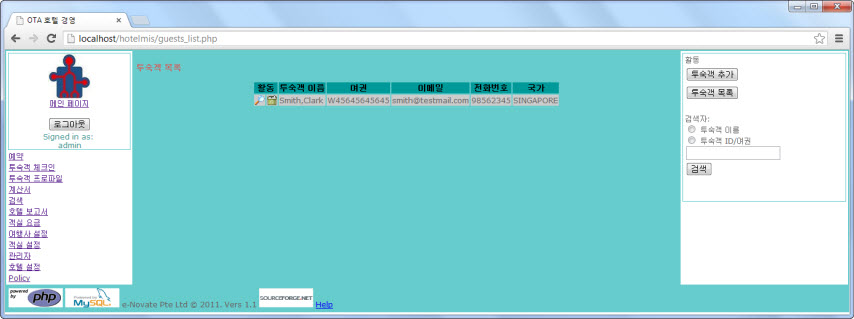 OTA 호텔 경영
localhost/hotelmis/guests_list.php
메인 페이지
로그아웃
Signed in as:
admin
예약
투숙객 체크인
투숙객 프로파일
계산서
검색
호텔 보고서
객실 요금
여행사 설정
객실 설정
관리자
호텔 설정
Policy
투숙객 목록
활동 투숙객 이름 여권 이메일 전화번호 국가
Smith,Clark W45645645645 smith@testmail.com 98562345 SINGAPORE
활동
투숙객 추가
투숙객 목록
검색자:
투숙객 이름
투숙객 ID/여권
검색
powered by php Powered by MySQL e-Novate Pte Ltd © 2011. Vers 1.1 SOURCEFORGE.NET Help